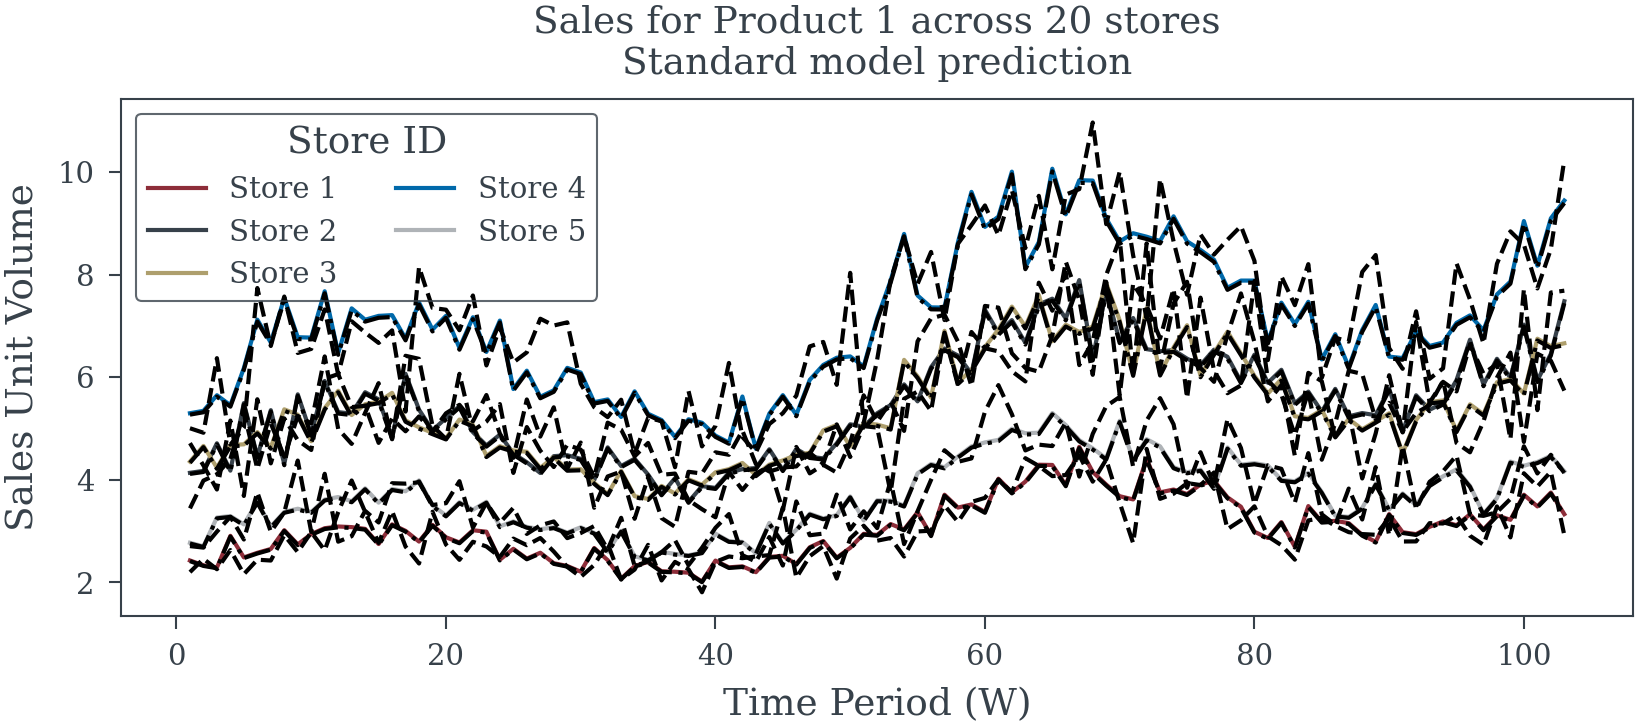 Sales for Product 1 across 20 stores
Standard model prediction
Store ID
Store 1
Store 2
Store 3
Store 4
Store 5
Sales Unit Volume
10
8
6
4
2
0
20
40
60
80
100
Time Period (W)